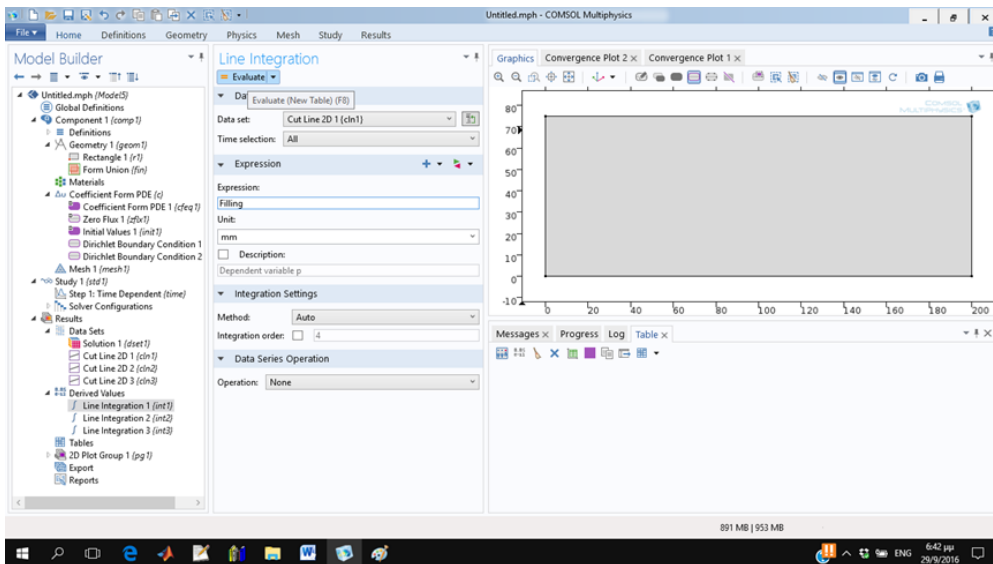 Untitled.mph - COMSOL Multiphysics
File Home Definitions Geometry Physics Mesh Study Results
Model Builder
Untitled.mph (Model5)
Global Definitions
Component 1 (comp1)
Definitions
Geometry 1 (geom1)
Rectangle 1 (r1)
Form Union (fin)
Materials
Δu Coefficient Form PDE (c)
Coefficient Form PDE 1 (cfeq1)
Zero Flux 1 (zflx1)
Initial Values 1 (init1)
Dirichlet Boundary Condition 1
Dirichlet Boundary Condition 2
Mesh 1 (mesh1)
Study 1 (std1)
Step 1: Time Dependent (time)
Solver Configurations
Results
Data Sets
Solution 1 (dset1)
Cut Line 2D 1 (cln1)
Cut Line 2D 2 (cln2)
Cut Line 2D 3 (cln3)
Derived Values
Line Integration 1 (int1)
Line Integration 2 (int2)
Line Integration 3 (int3)
Tables
2D Plot Group 1 (pg1)
Export
Reports
Line Integration
= Evaluate
Da
Evaluate (New Table) (F8)
Data set: Cut Line 2D 1 (cln1)
Time selection: All
Expression
Expression:
Filling
Unit:
mm
Description:
Dependent variable p
Integration Settings
Method: Auto
Integration order: 4
Data Series Operation
Operation: None
Graphics Convergence Plot 2 × Convergence Plot 1 ×
COMSOL
MULTIPHYSICS
80
70
60
50
40
30
20
10
0
-10
0 20 40 60 80 100 120 140 160 180 200
Messages × Progress Log Table ×
891 MB | 953 MB
ENG
6:42 μμ
29/9/2016